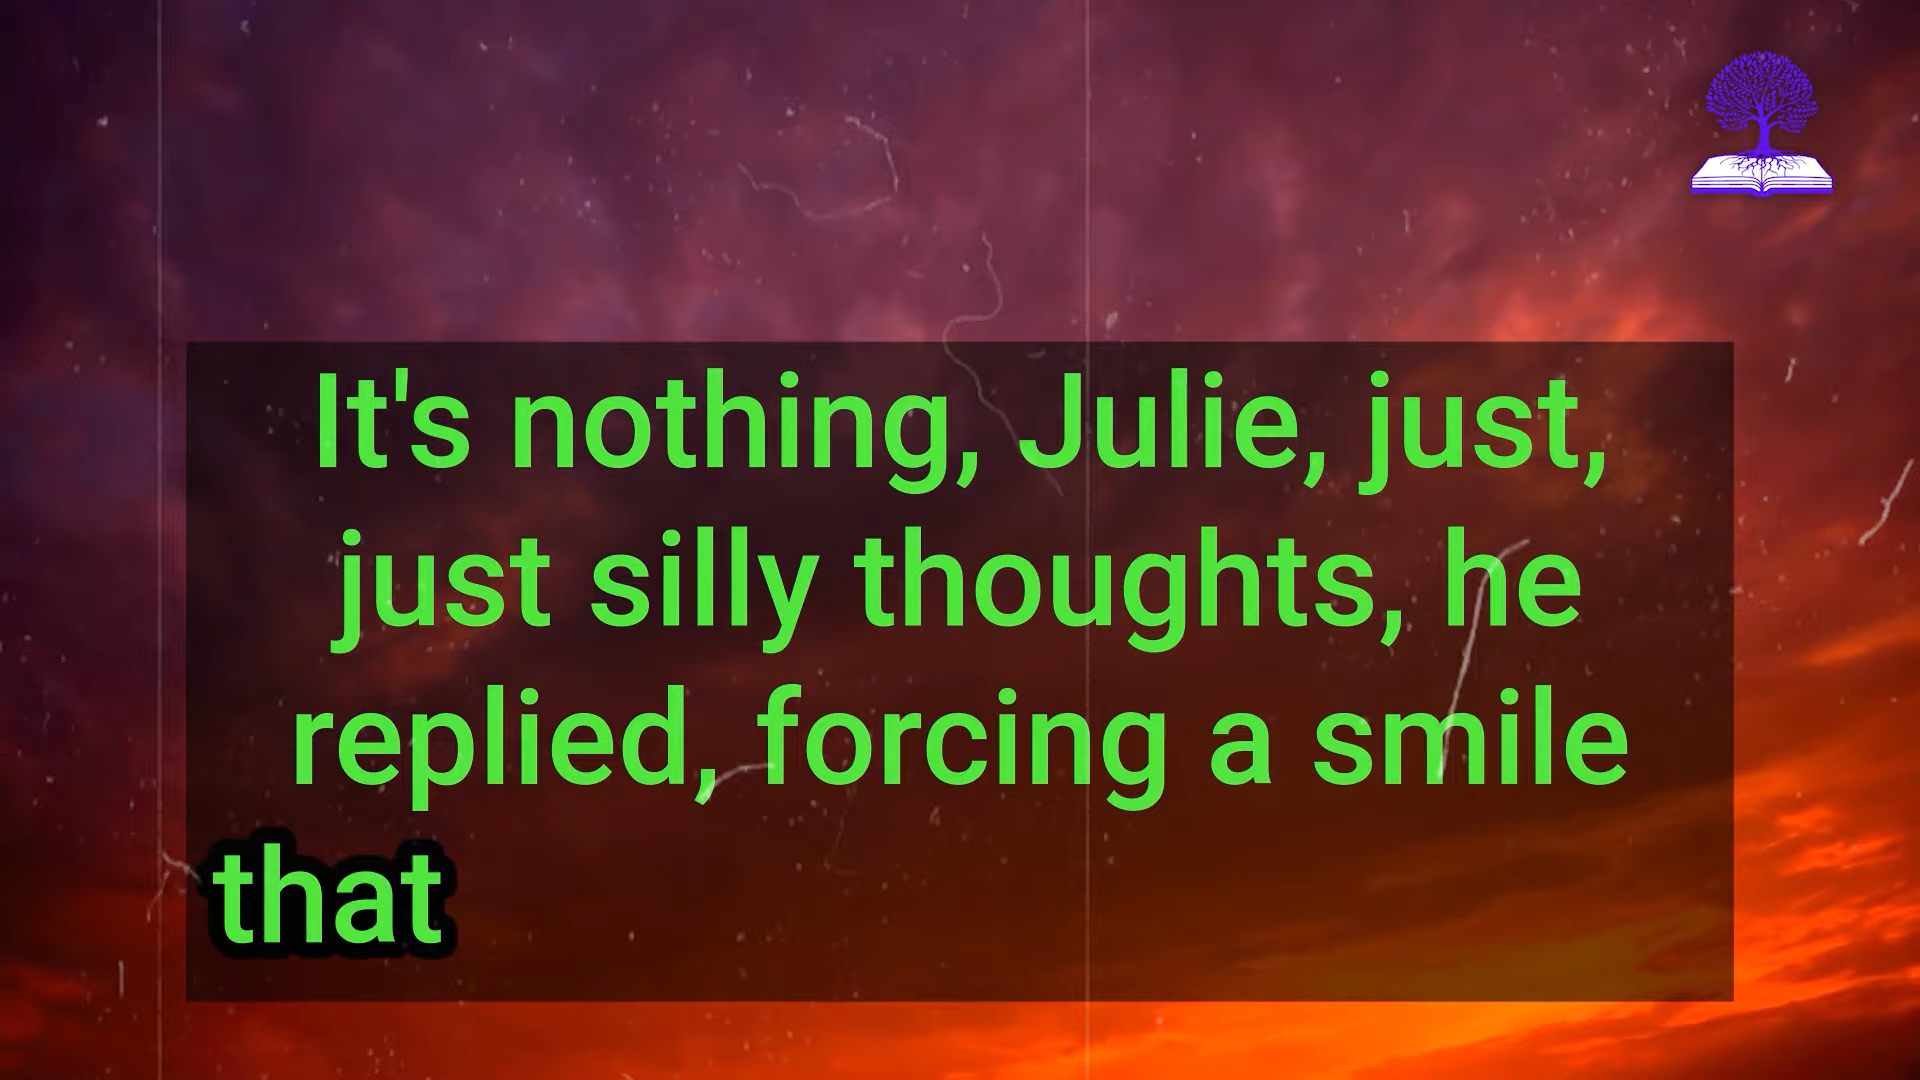 It's nothing, Julie, just,
just silly thoughts, he
replied, forcing a smile
that